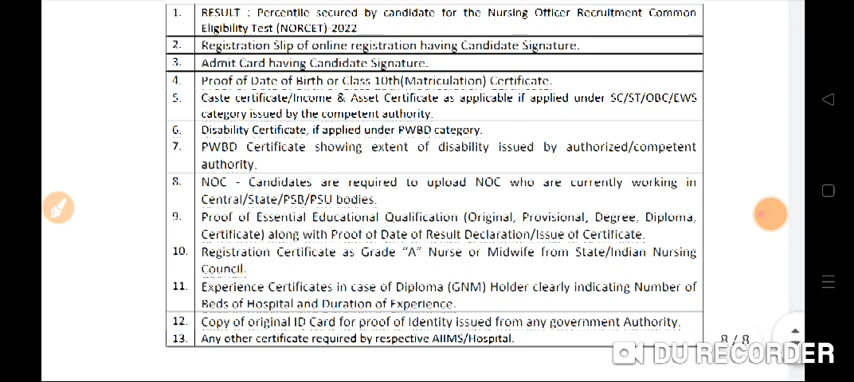 1. RESULT : Percentile secured by candidate for the Nursing Officer Recruitment Common
Eligibility Test (NORCET)-2022
2. Registration Slip of online registration having Candidate Signature.
3. Admit Card having Candidate Signature.
4. Proof of Date of Birth or Class 10th(Matriculation) Certificate.
5. Caste certificate/Income & Asset Certificate as applicable if applied under SC/ST/OBC/EWS
category issued by the competent authority.
6. Disability Certificate, if applied under PWBD category.
7. PWBD Certificate showing extent of disability issued by authorized/competent
authority.
8. NOC - Candidates are required to upload NOC who are currently working in
Central/State/PSB/PSU bodies.
9. Proof of Essential Educational Qualification (Original, Provisional, Degree, Diploma,
Certificate) along with Proof of Date of Result Declaration/Issue of Certificate.
10. Registration Certificate as Grade "A" Nurse or Midwife from State/Indian Nursing
Council.
11. Experience Certificates in case of Diploma (GNM) Holder clearly indicating Number of
Beds of Hospital and Duration of Experience.
12. Copy of original ID Card for proof of Identity issued from any government Authority.
13. Any other certificate required by respective AIIMS/Hospital.
8/8
DU RECORDER